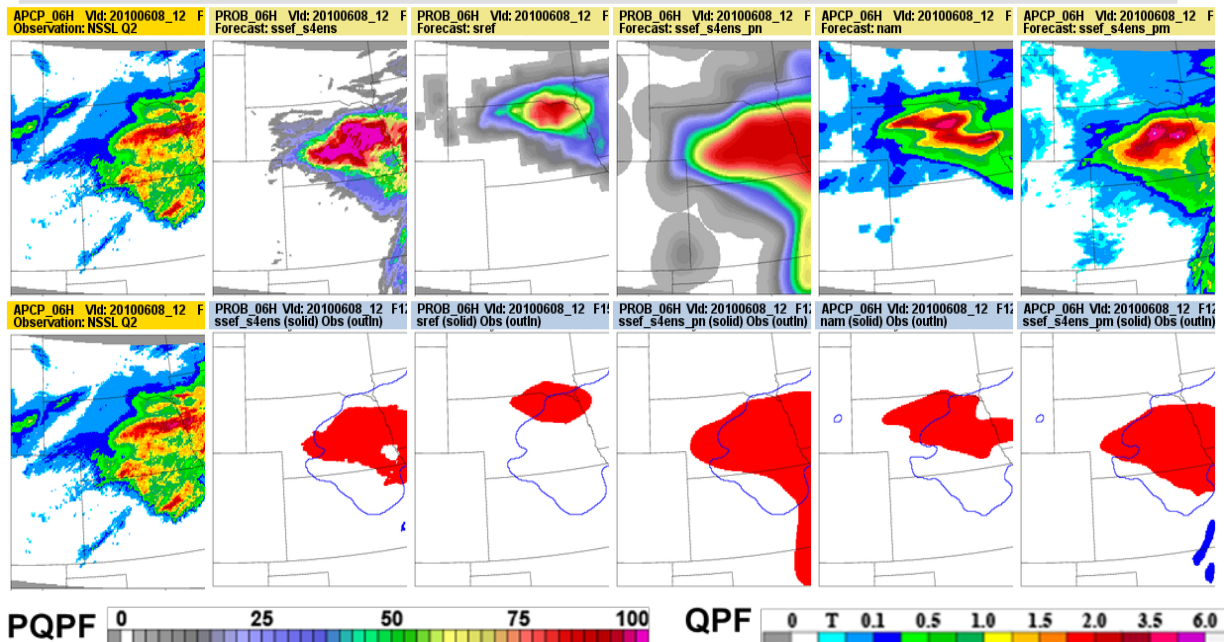 APCP_06H Vld: 20100608_12 F
Observation: NSSL Q2
PROB_06H Vld: 20100608_12 F
Forecast: ssef_s4ens
PROB_06H Vld: 20100608_12 F
Forecast: sref
PROB_06H Vld: 20100608_12 F
Forecast: ssef_s4ens_pn
APCP_06H Vld: 20100608_12 F
Forecast: nam
APCP_06H Vld: 20100608_12 F
Forecast: ssef_s4ens_pm
APCP_06H Vld: 20100608_12 F
Observation: NSSL Q2
PROB_06H Vld: 20100608_12 F12
ssef_s4ens (solid) Obs (outln)
PROB_06H Vld: 20100608_12 F15
sref (solid) Obs (outln)
PROB_06H Vld: 20100608_12 F12
ssef_s4ens_pn (solid) Obs (outln)
APCP_06H Vld: 20100608_12 F12
nam (solid) Obs (outln)
APCP_06H Vld: 20100608_12 F12
ssef_s4ens_pm (solid) Obs (outln)
PQPF 0 25 50 75 100
QPF 0 T 0.1 0.5 1.0 1.5 2.0 3.5 6.0